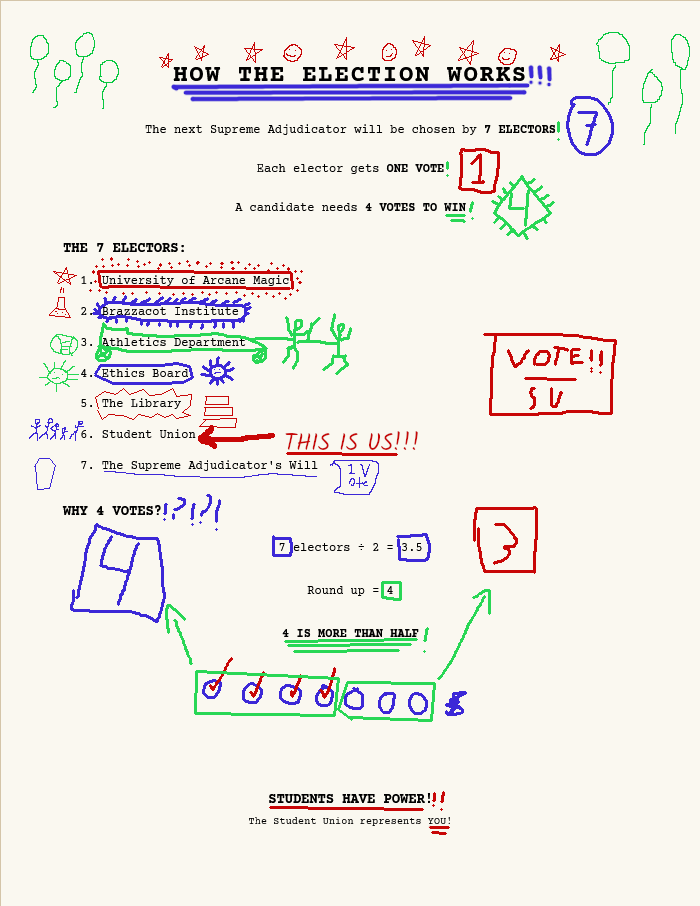 HOW THE ELECTION WORKS!!!
The next Supreme Adjudicator will be chosen by 7 ELECTORS!
7
Each elector gets ONE VOTE!
1
A candidate needs 4 VOTES TO WIN!
4
THE 7 ELECTORS:
1. University of Arcane Magic
2. Brazzacot Institute
3. Athletics Department
4. Ethics Board
5. The Library
6. Student Union
THIS IS US!!!
7. The Supreme Adjudicator's Will
1 V
ote
VOTE!!
SU
WHY 4 VOTES?!?!?!
4
7 electors ÷ 2 = 3.5
3
Round up = 4
4 IS MORE THAN HALF!
STUDENTS HAVE POWER!!!
The Student Union represents YOU!